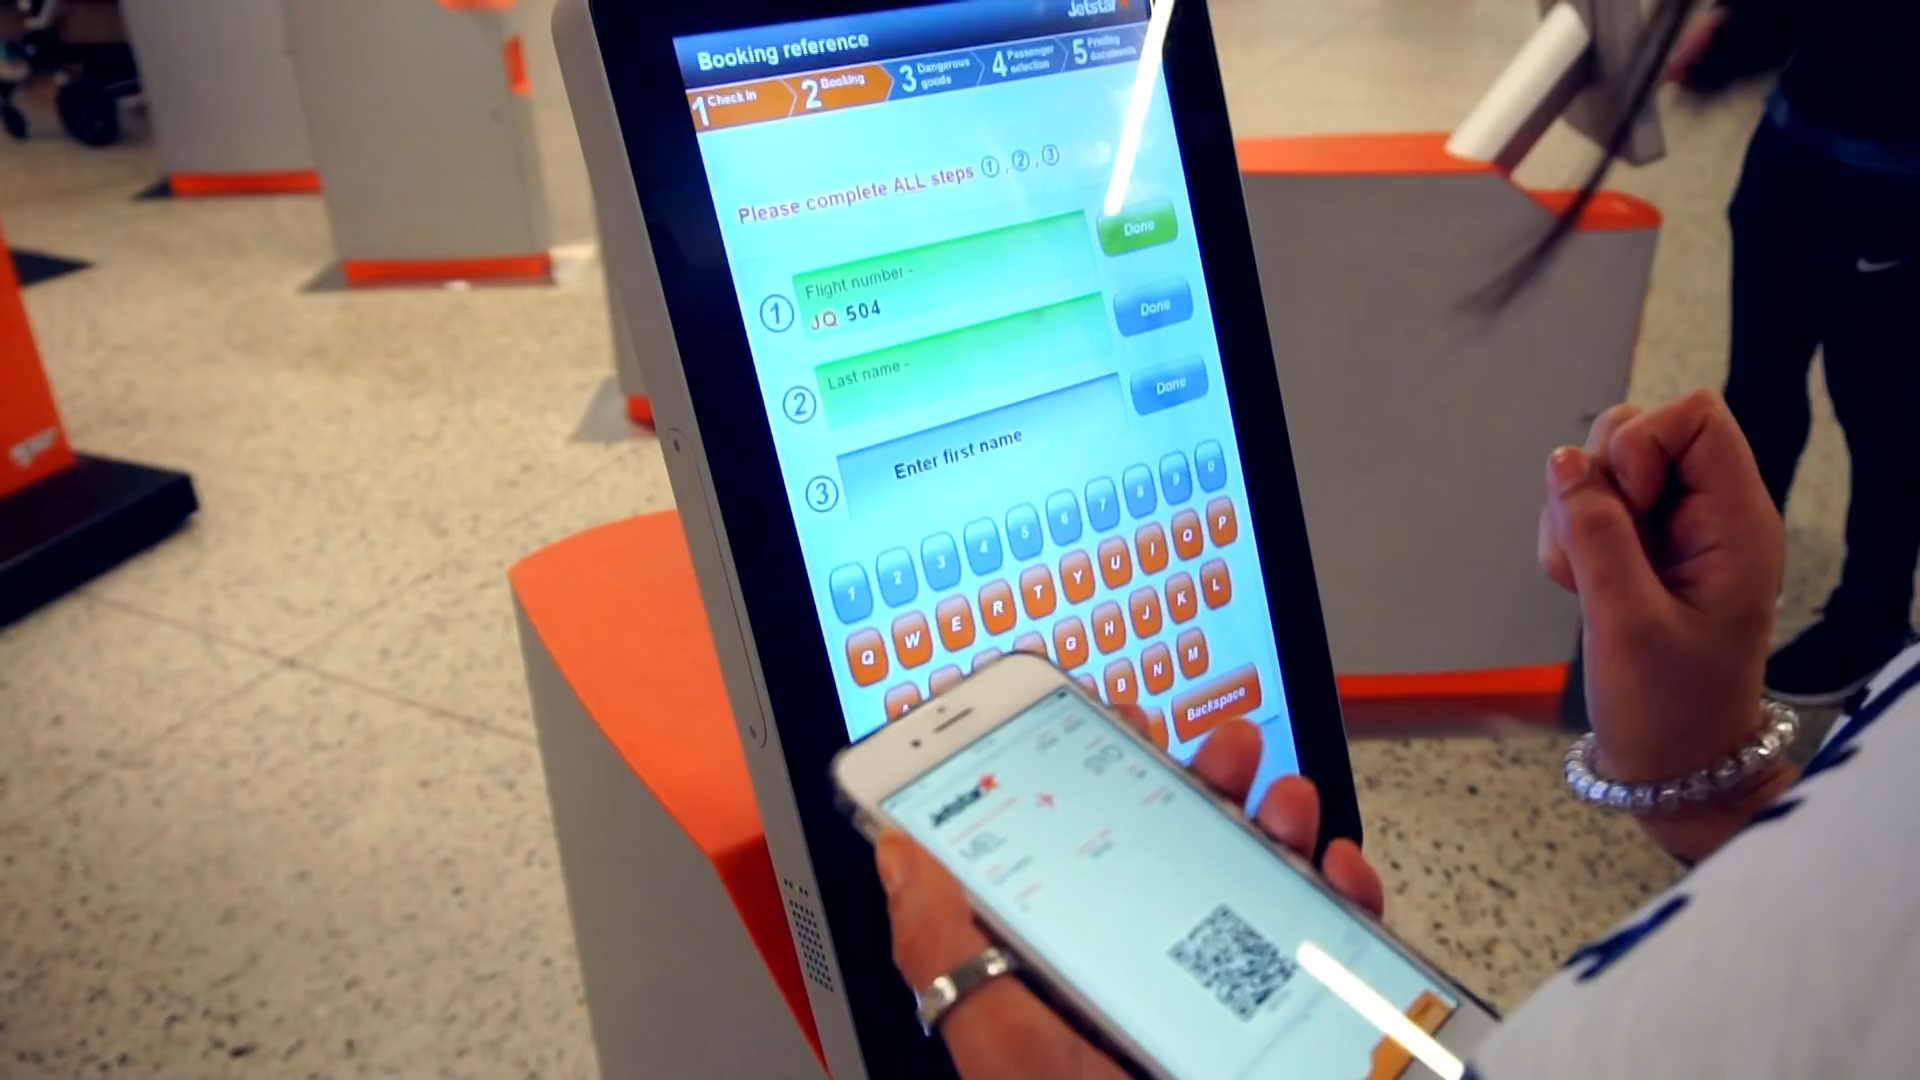 Jetstar
Booking reference
1 Check in
2 Booking
3 Dangerous goods
4 Passenger selection
5 Printing documents
Please complete ALL steps ①, ②, ③
① Flight number -
JQ 504
Done
② Last name -
Done
③ Enter first name
Done
1 2 3 4 5 6 7 8 9 0
Q W E R T Y U I O P
A G H J K L
B N M
Backspace
Jetstar
MEL